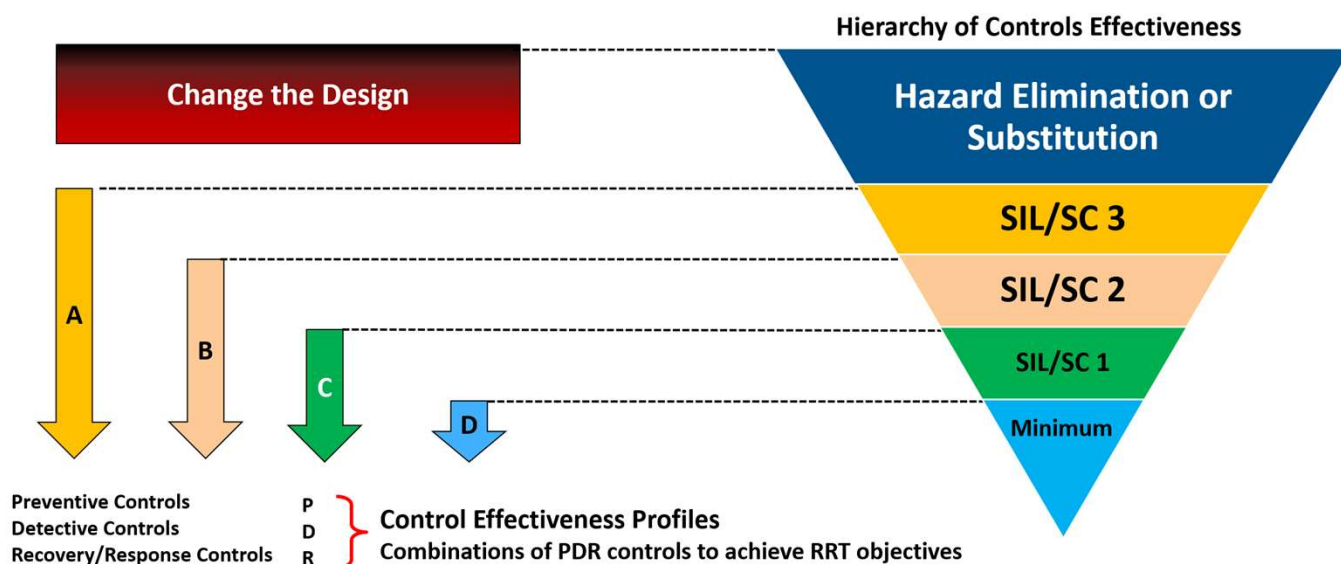 Hierarchy of Controls Effectiveness
Change the Design
Hazard Elimination or
Substitution
SIL/SC 3
SIL/SC 2
SIL/SC 1
Minimum
A
B
C
D
Preventive Controls P
Detective Controls D
Recovery/Response Controls R
Control Effectiveness Profiles
Combinations of PDR controls to achieve RRT objectives